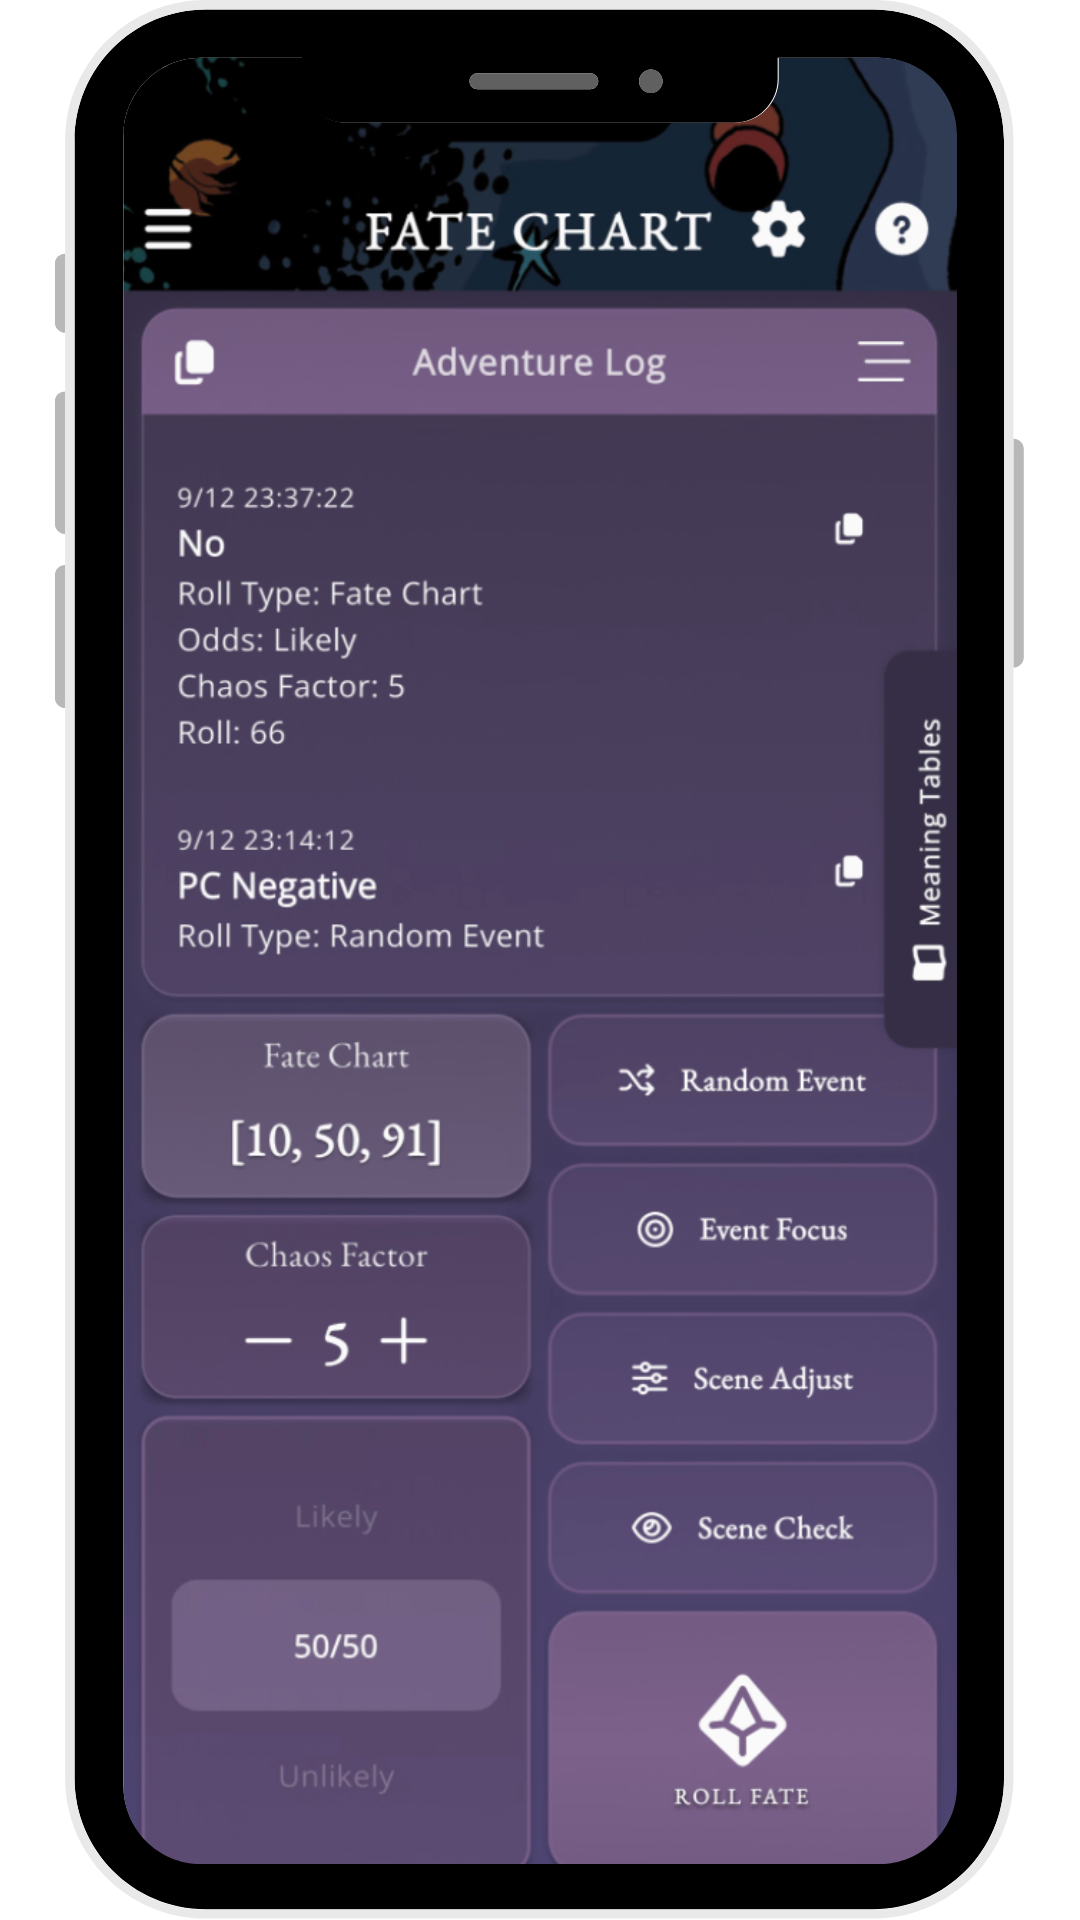 FATE CHART
?
Adventure Log
9/12 23:37:22
No
Roll Type: Fate Chart
Odds: Likely
Chaos Factor: 5
Roll: 66
9/12 23:14:12
PC Negative
Roll Type: Random Event
Meaning Tables
Fate Chart
[10, 50, 91]
Chaos Factor
— 5 +
Likely
50/50
Unlikely
Random Event
Event Focus
Scene Adjust
Scene Check
ROLL FATE